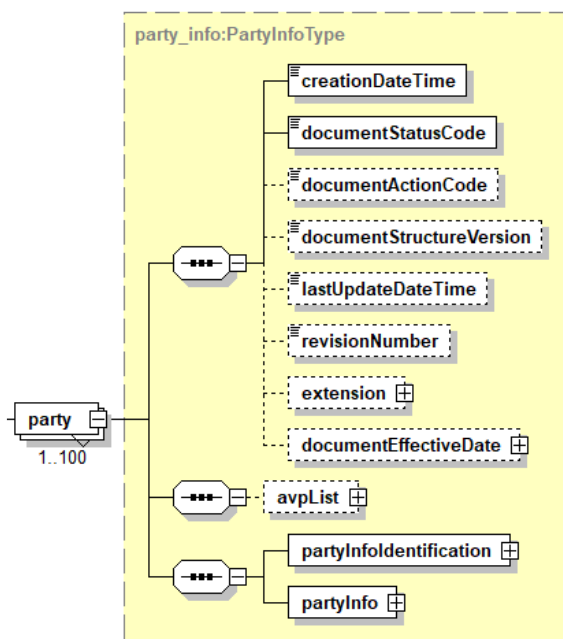 party_info:PartyInfoType
creationDateTime
documentStatusCode
documentActionCode
documentStructureVersion
lastUpdateDateTime
revisionNumber
extension
documentEffectiveDate
party
1..100
avpList
partyInfoIdentification
partyInfo